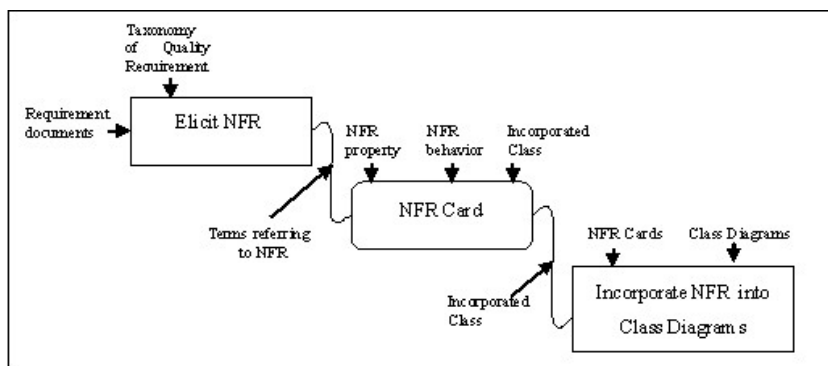 Taxonomy
of Quality
Requirement
Requirement
documents
Elicit NFR
NFR
property
NFR
behavior
Incorporated
Class
NFR Card
Terms referring
to NFR
NFR Cards
Class Diagrams
Incorporated
Class
Incorporate NFR into
Class Diagrams